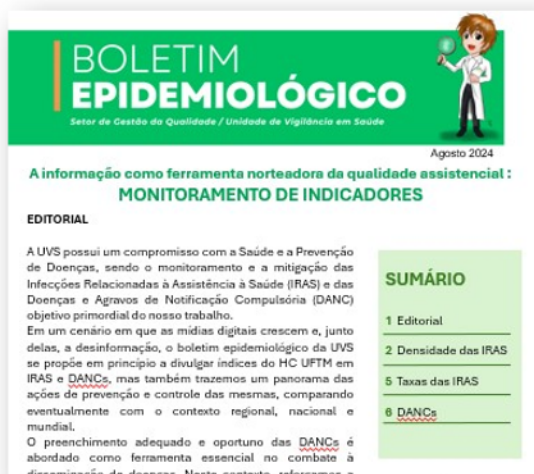 BOLETIM
EPIDEMIOLÓGICO
Setor de Gestão da Qualidade / Unidade de Vigilância em Saúde
Agosto 2024
A informação como ferramenta norteadora da qualidade assistencial :
MONITORAMENTO DE INDICADORES
EDITORIAL
A UVS possui um compromisso com a Saúde e a Prevenção
de Doenças, sendo o monitoramento e a mitigação das
Infecções Relacionadas à Assistência à Saúde (IRAS) e das
Doenças e Agravos de Notificação Compulsória (DANC)
objetivo primordial do nosso trabalho.
Em um cenário em que as mídias digitais crescem e, junto
delas, a desinformação, o boletim epidemiológico da UVS
se propõe em princípio a divulgar índices do HC UFTM em
IRAS e DANCs, mas também trazemos um panorama das
ações de prevenção e controle das mesmas, comparando
eventualmente com o contexto regional, nacional e
mundial.
O preenchimento adequado e oportuno das DANCs é
abordado como ferramenta essencial no combate à
SUMÁRIO
1 Editorial
2 Densidade das IRAS
5 Taxas das IRAS
6 DANCs